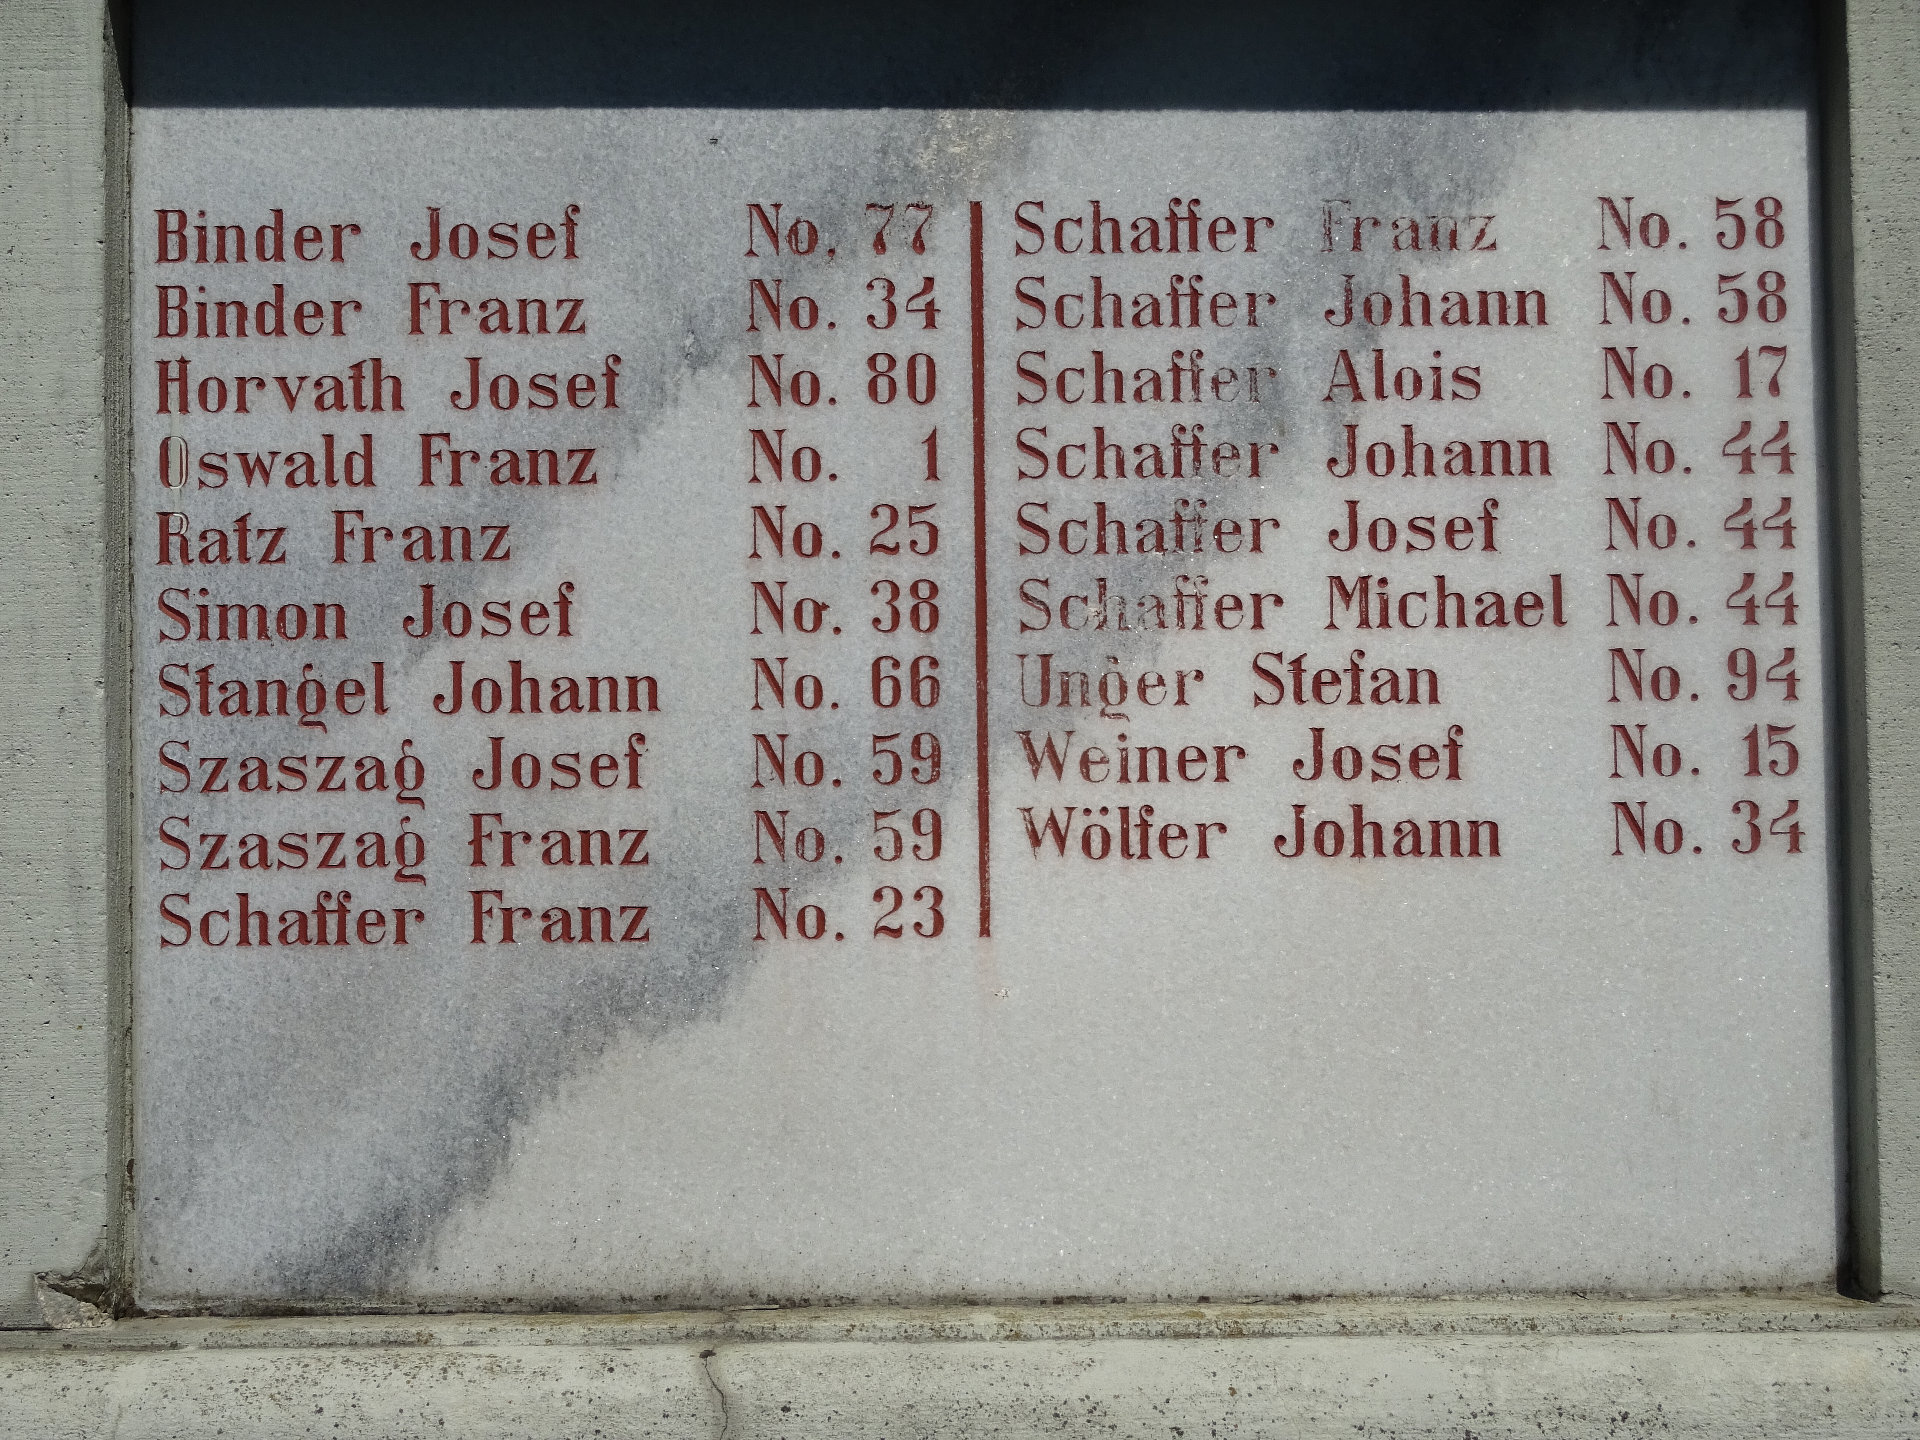 Binder Josef No. 77
Binder Franz No. 34
Horvath Josef No. 80
Oswald Franz No. 1
Ratz Franz No. 25
Simon Josef No. 38
Stangel Johann No. 66
Szaszag Josef No. 59
Szaszag Franz No. 59
Schaffer Franz No. 23
Schaffer Franz No. 58
Schaffer Johann No. 58
Schaffer Alois No. 17
Schaffer Johann No. 44
Schaffer Josef No. 44
Schaffer Michael No. 44
Unger Stefan No. 94
Weiner Josef No. 15
Wölfer Johann No. 34